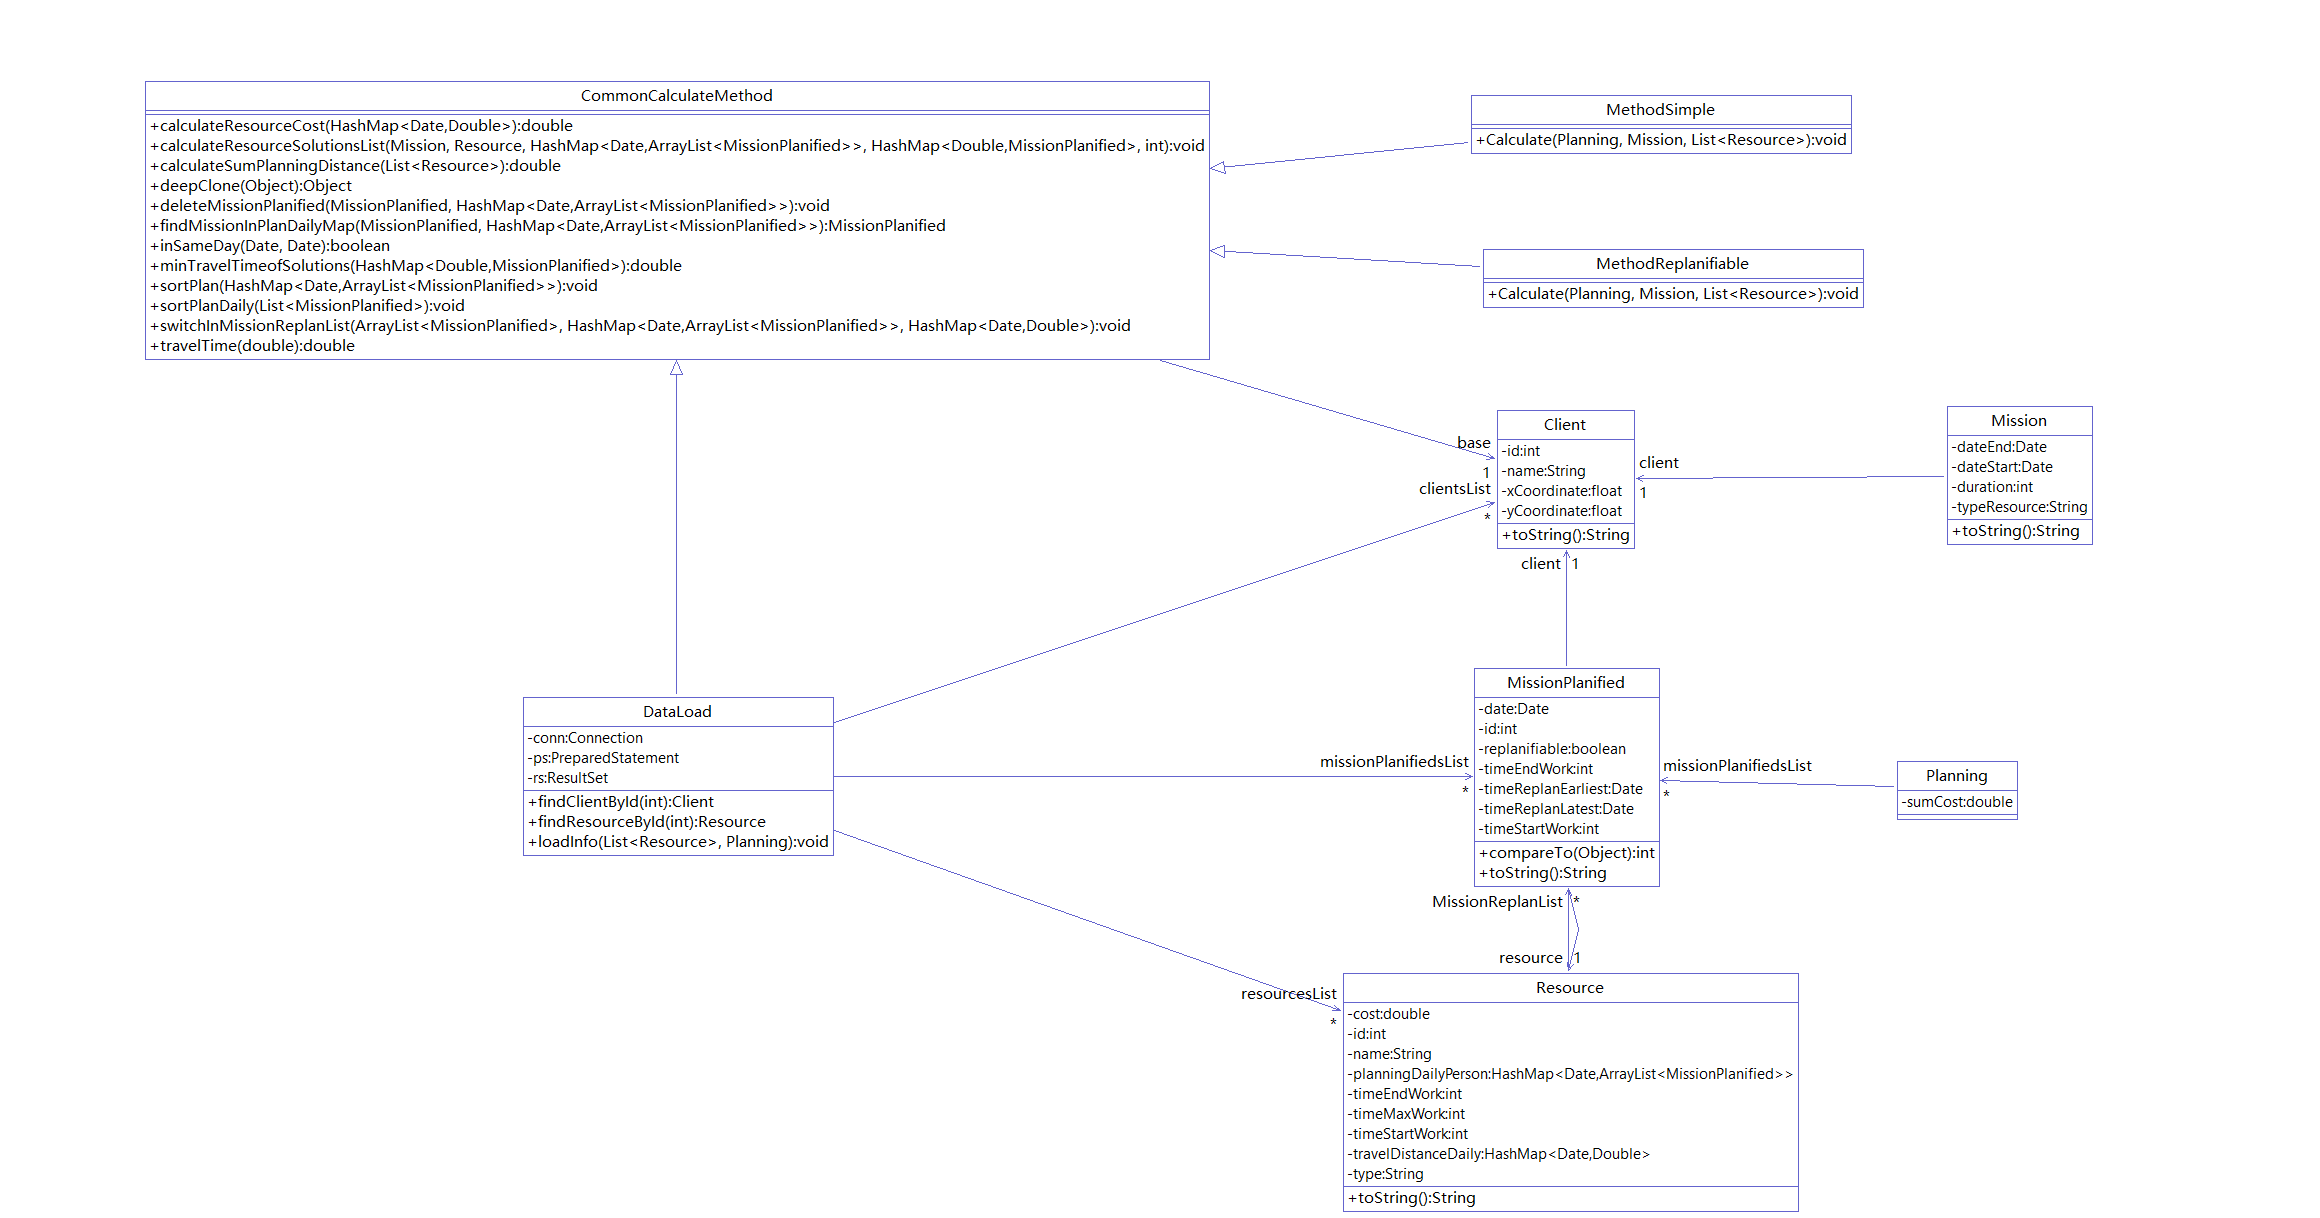 CommonCalculateMethod
+calculateResourceCost(HashMap<Date,Double>):double
+calculateResourceSolutionsList(Mission, Resource, HashMap<Date,ArrayList<MissionPlanified>>, HashMap<Double,MissionPlanified>, int):void
+calculateSumPlanningDistance(List<Resource>):double
+deepClone(Object):Object
+deleteMissionPlanified(MissionPlanified, HashMap<Date,ArrayList<MissionPlanified>>):void
+findMissionInPlanDailyMap(MissionPlanified, HashMap<Date,ArrayList<MissionPlanified>>):MissionPlanified
+inSameDay(Date, Date):boolean
+minTravelTimeofSolutions(HashMap<Double,MissionPlanified>):double
+sortPlan(HashMap<Date,ArrayList<MissionPlanified>>):void
+sortPlanDaily(List<MissionPlanified>):void
+switchInMissionReplanList(ArrayList<MissionPlanified>, HashMap<Date,ArrayList<MissionPlanified>>, HashMap<Date,Double>):void
+travelTime(double):double
MethodSimple
+Calculate(Planning, Mission, List<Resource>):void
MethodReplanifiable
+Calculate(Planning, Mission, List<Resource>):void
base
1
clientsList
*
Client
-id:int
-name:String
-xCoordinate:float
-yCoordinate:float
+toString():String
client
1
Mission
-dateEnd:Date
-dateStart:Date
-duration:int
-typeResource:String
+toString():String
client 1
DataLoad
-conn:Connection
-ps:PreparedStatement
-rs:ResultSet
+findClientById(int):Client
+findResourceById(int):Resource
+loadInfo(List<Resource>, Planning):void
missionPlanifiedsList
*
MissionPlanified
-date:Date
-id:int
-replanifiable:boolean
-timeEndWork:int
-timeReplanEarliest:Date
-timeReplanLatest:Date
-timeStartWork:int
+compareTo(Object):int
+toString():String
missionPlanifiedsList
*
Planning
-sumCost:double
MissionReplanList *
resource 1
resourcesList
*
Resource
-cost:double
-id:int
-name:String
-planningDailyPerson:HashMap<Date,ArrayList<MissionPlanified>>
-timeEndWork:int
-timeMaxWork:int
-timeStartWork:int
-travelDistanceDaily:HashMap<Date,Double>
-type:String
+toString():String